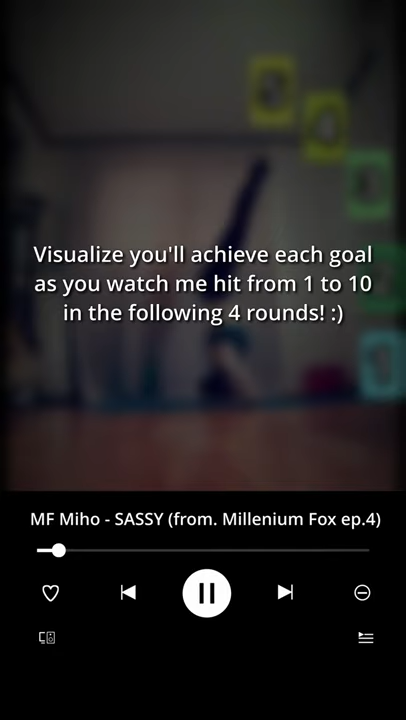 Visualize you'll achieve each goal
as you watch me hit from 1 to 10
in the following 4 rounds! :)
MF Miho - SASSY (from. Millenium Fox ep.4)